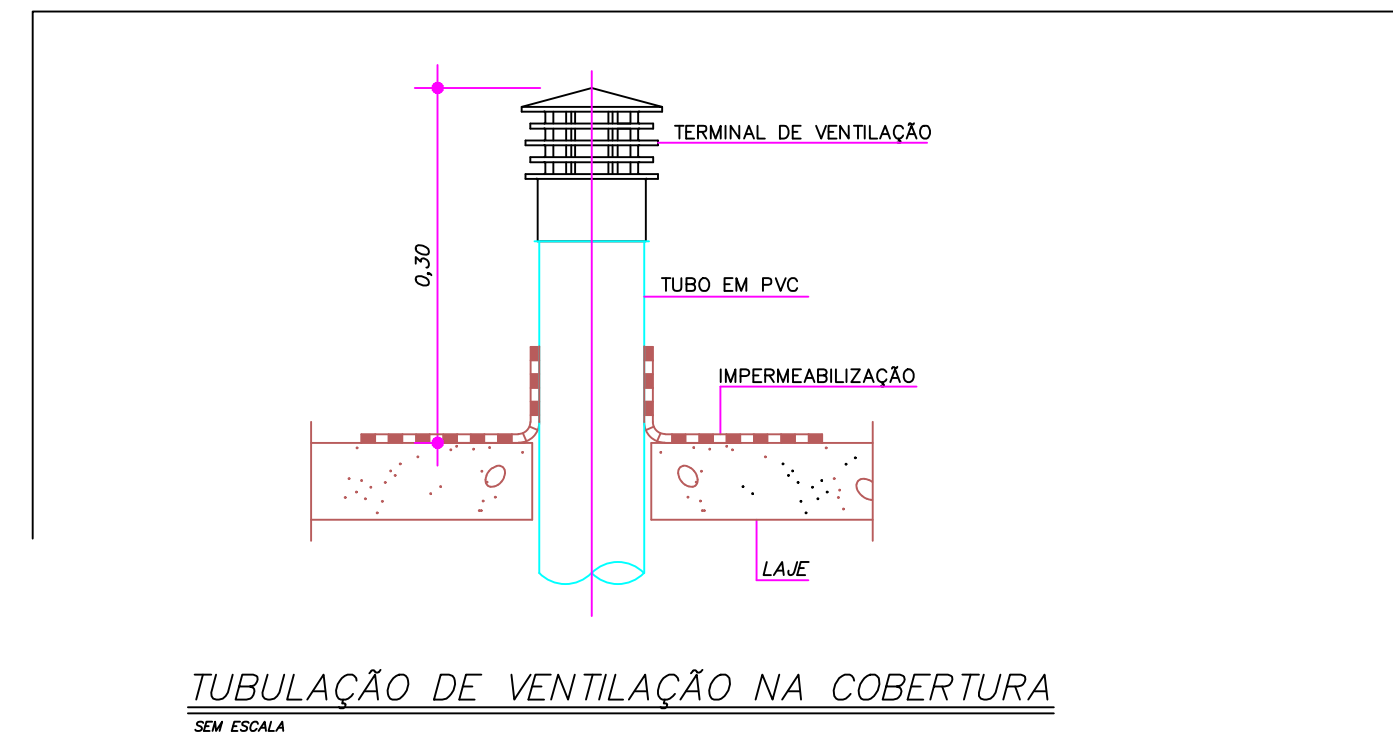 TERMINAL DE VENTILAÇÃO
0,30
TUBO EM PVC
IMPERMEABILIZAÇÃO
LAJE
TUBULAÇÃO DE VENTILAÇÃO NA COBERTURA
SEM ESCALA